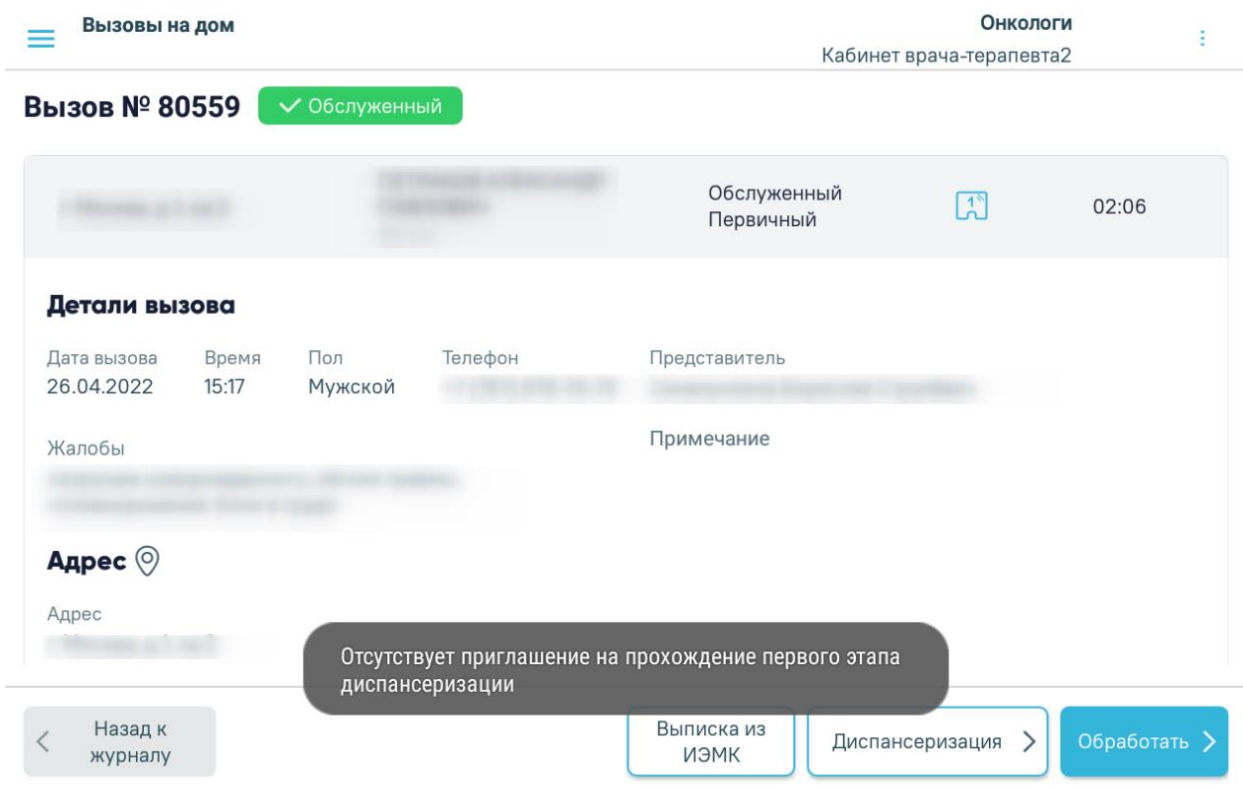 Вызовы на дом
Онкологи
Кабинет врача-терапевта2
Вызов № 80559
Обслуженный
Обслуженный
Первичный
1
02:06
Детали вызова
Дата вызова Время Пол Телефон Представитель
26.04.2022 15:17 Мужской
Жалобы
Примечание
Адрес
Адрес
Отсутствует приглашение на прохождение первого этапа
диспансеризации
Назад к
журналу
Выписка из
ИЭМК
Диспансеризация
Обработать